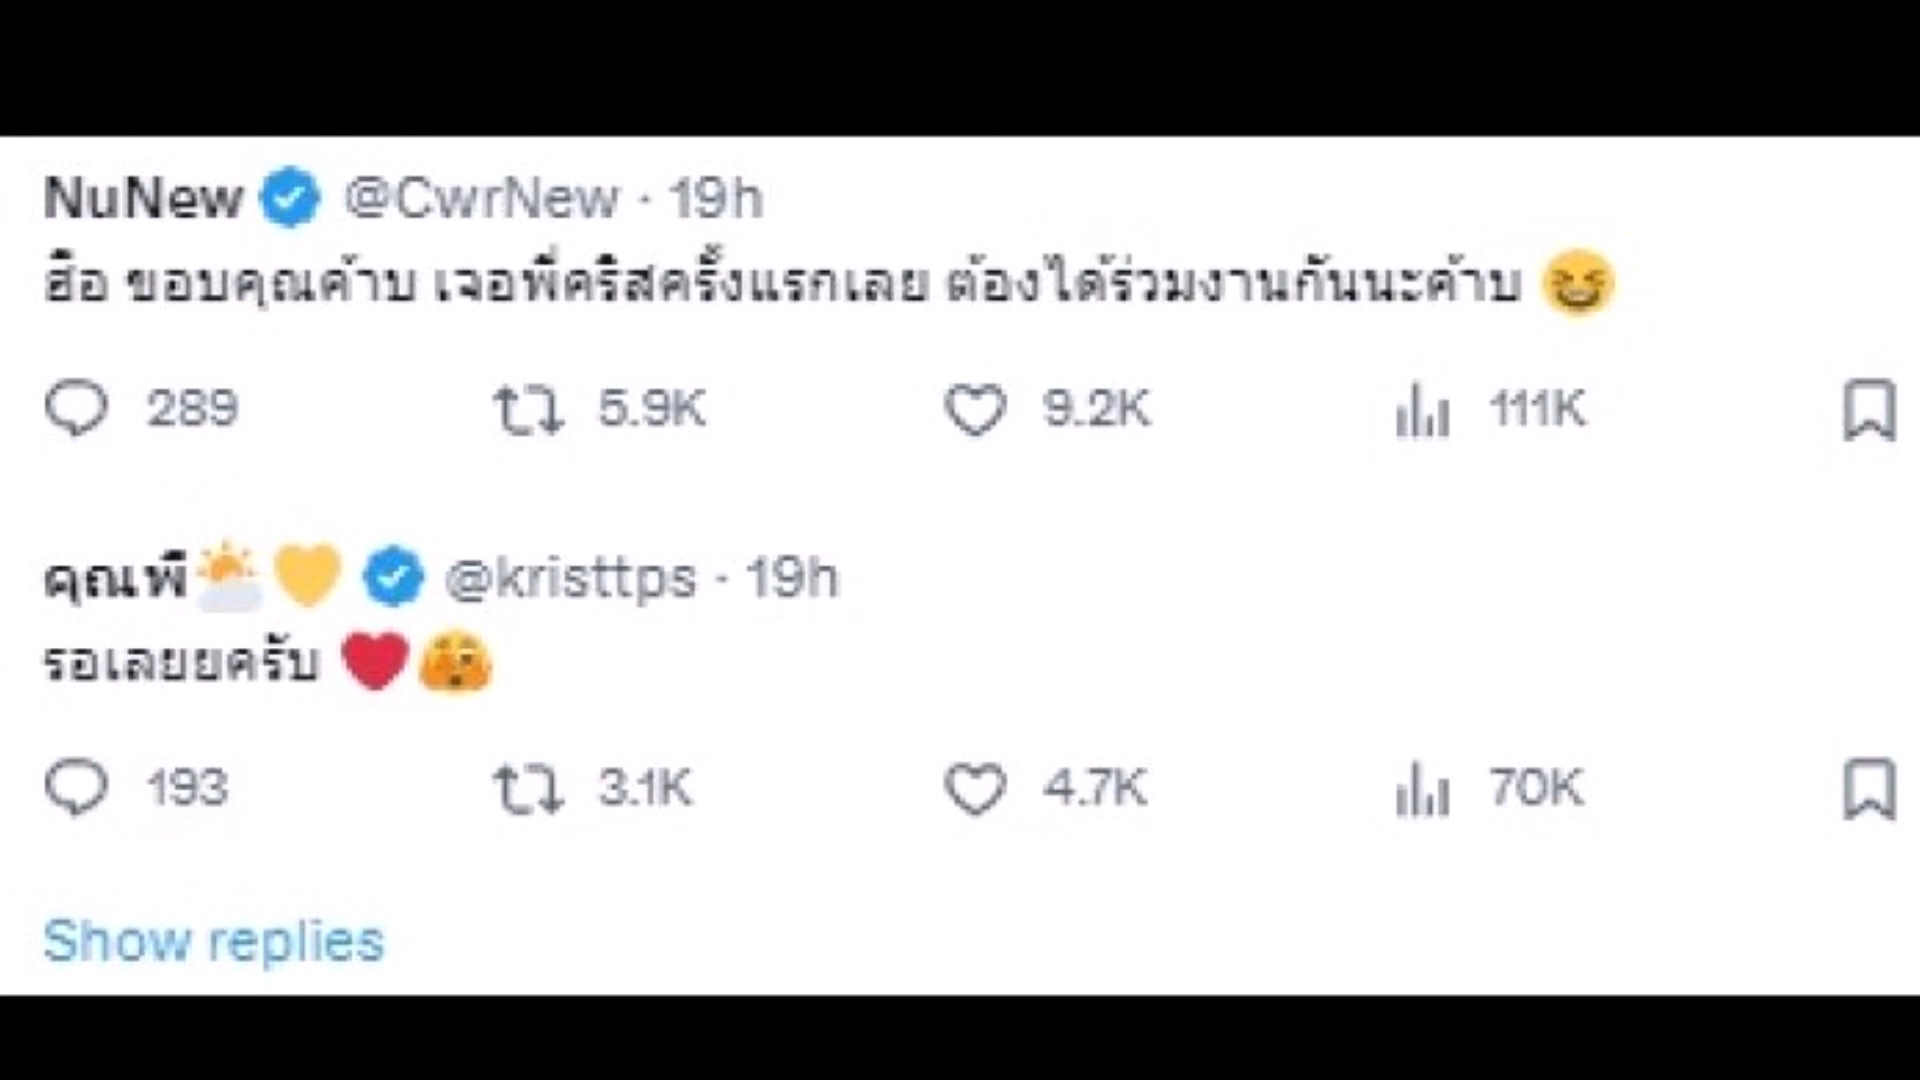 NuNew @CwrNew · 19h
ฮือ ขอบคุณค้าบ เจอพี่คริสครั้งแรกเลย ต้องได้ร่วมงานกันนะค้าบ 😆
289 5.9K 9.2K 111K
คุณพี⛅💛 @kristtps · 19h
รอเลยยครับ ❤️🫣
193 3.1K 4.7K 70K
Show replies